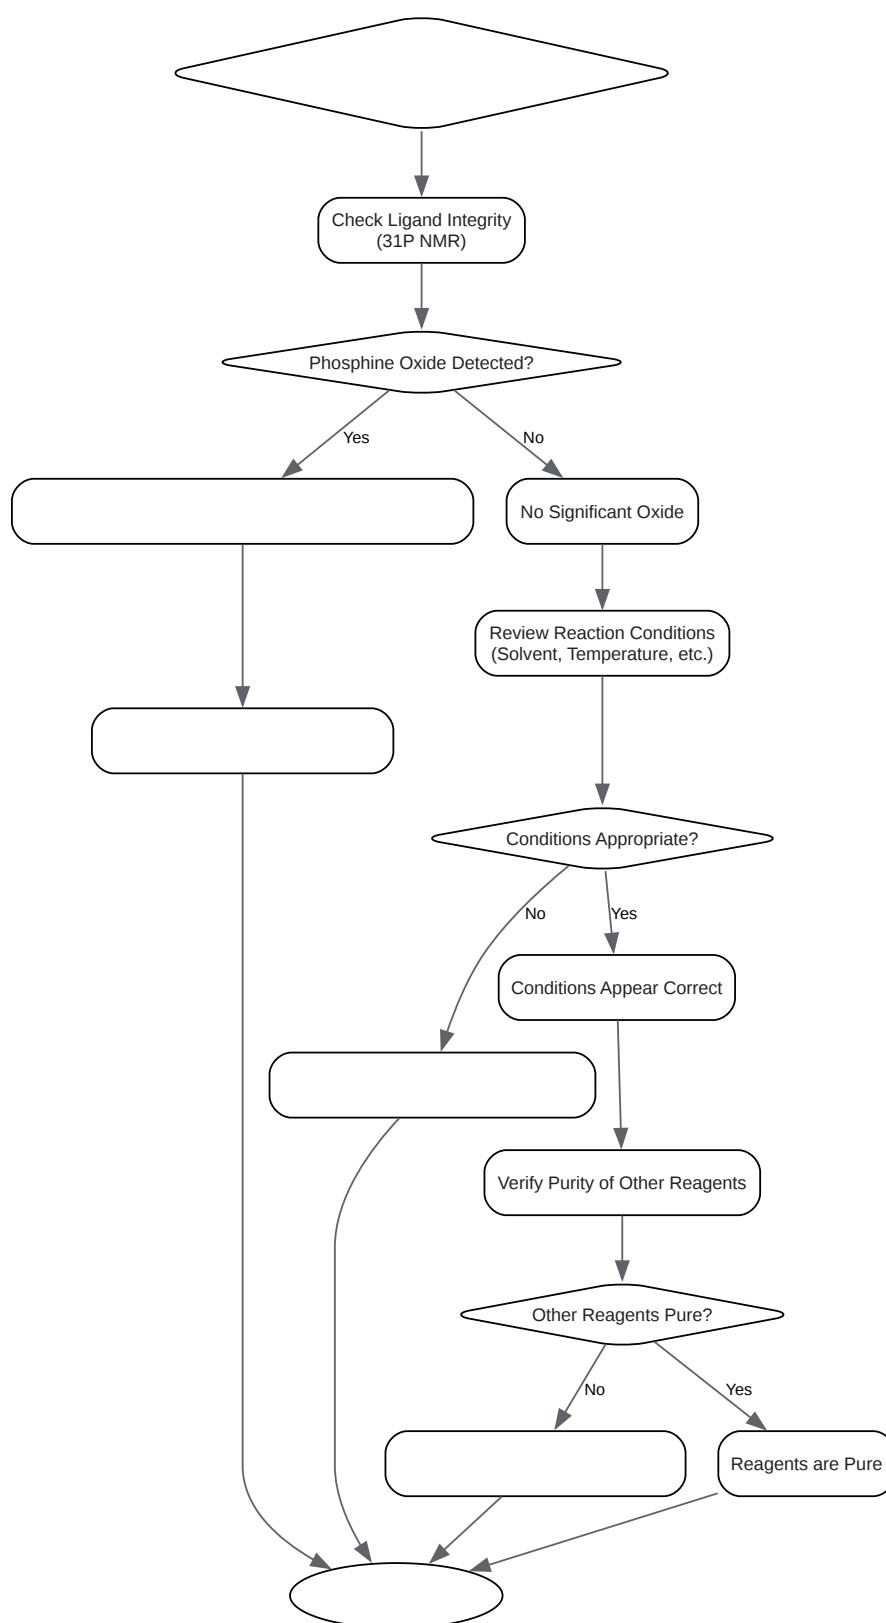 Check Ligand Integrity
(31P NMR)
Phosphine Oxide Detected?
Yes
No
No Significant Oxide
Review Reaction Conditions
(Solvent, Temperature, etc.)
Conditions Appropriate?
No
Yes
Conditions Appear Correct
Verify Purity of Other Reagents
Other Reagents Pure?
No
Yes
Reagents are Pure